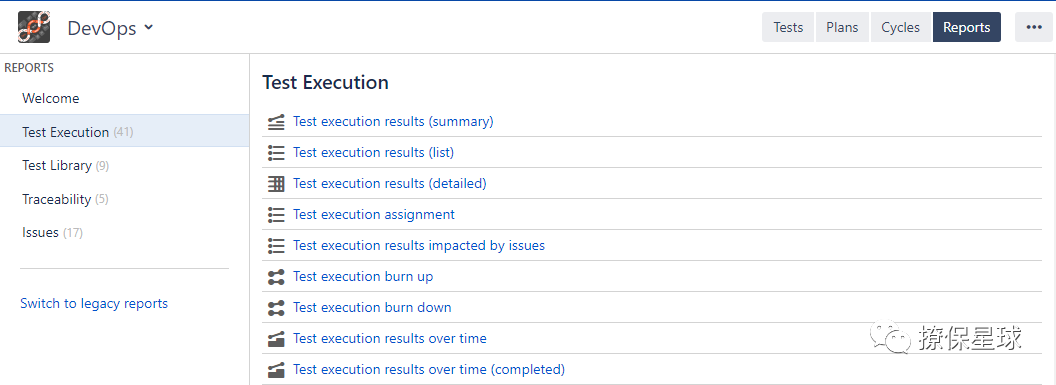 DevOps
Tests Plans Cycles Reports
REPORTS
Welcome
Test Execution (41)
Test Library (9)
Traceability (5)
Issues (17)
Switch to legacy reports
Test Execution
Test execution results (summary)
Test execution results (list)
Test execution results (detailed)
Test execution assignment
Test execution results impacted by issues
Test execution burn up
Test execution burn down
Test execution results over time
Test execution results over time (completed)
撩保星球